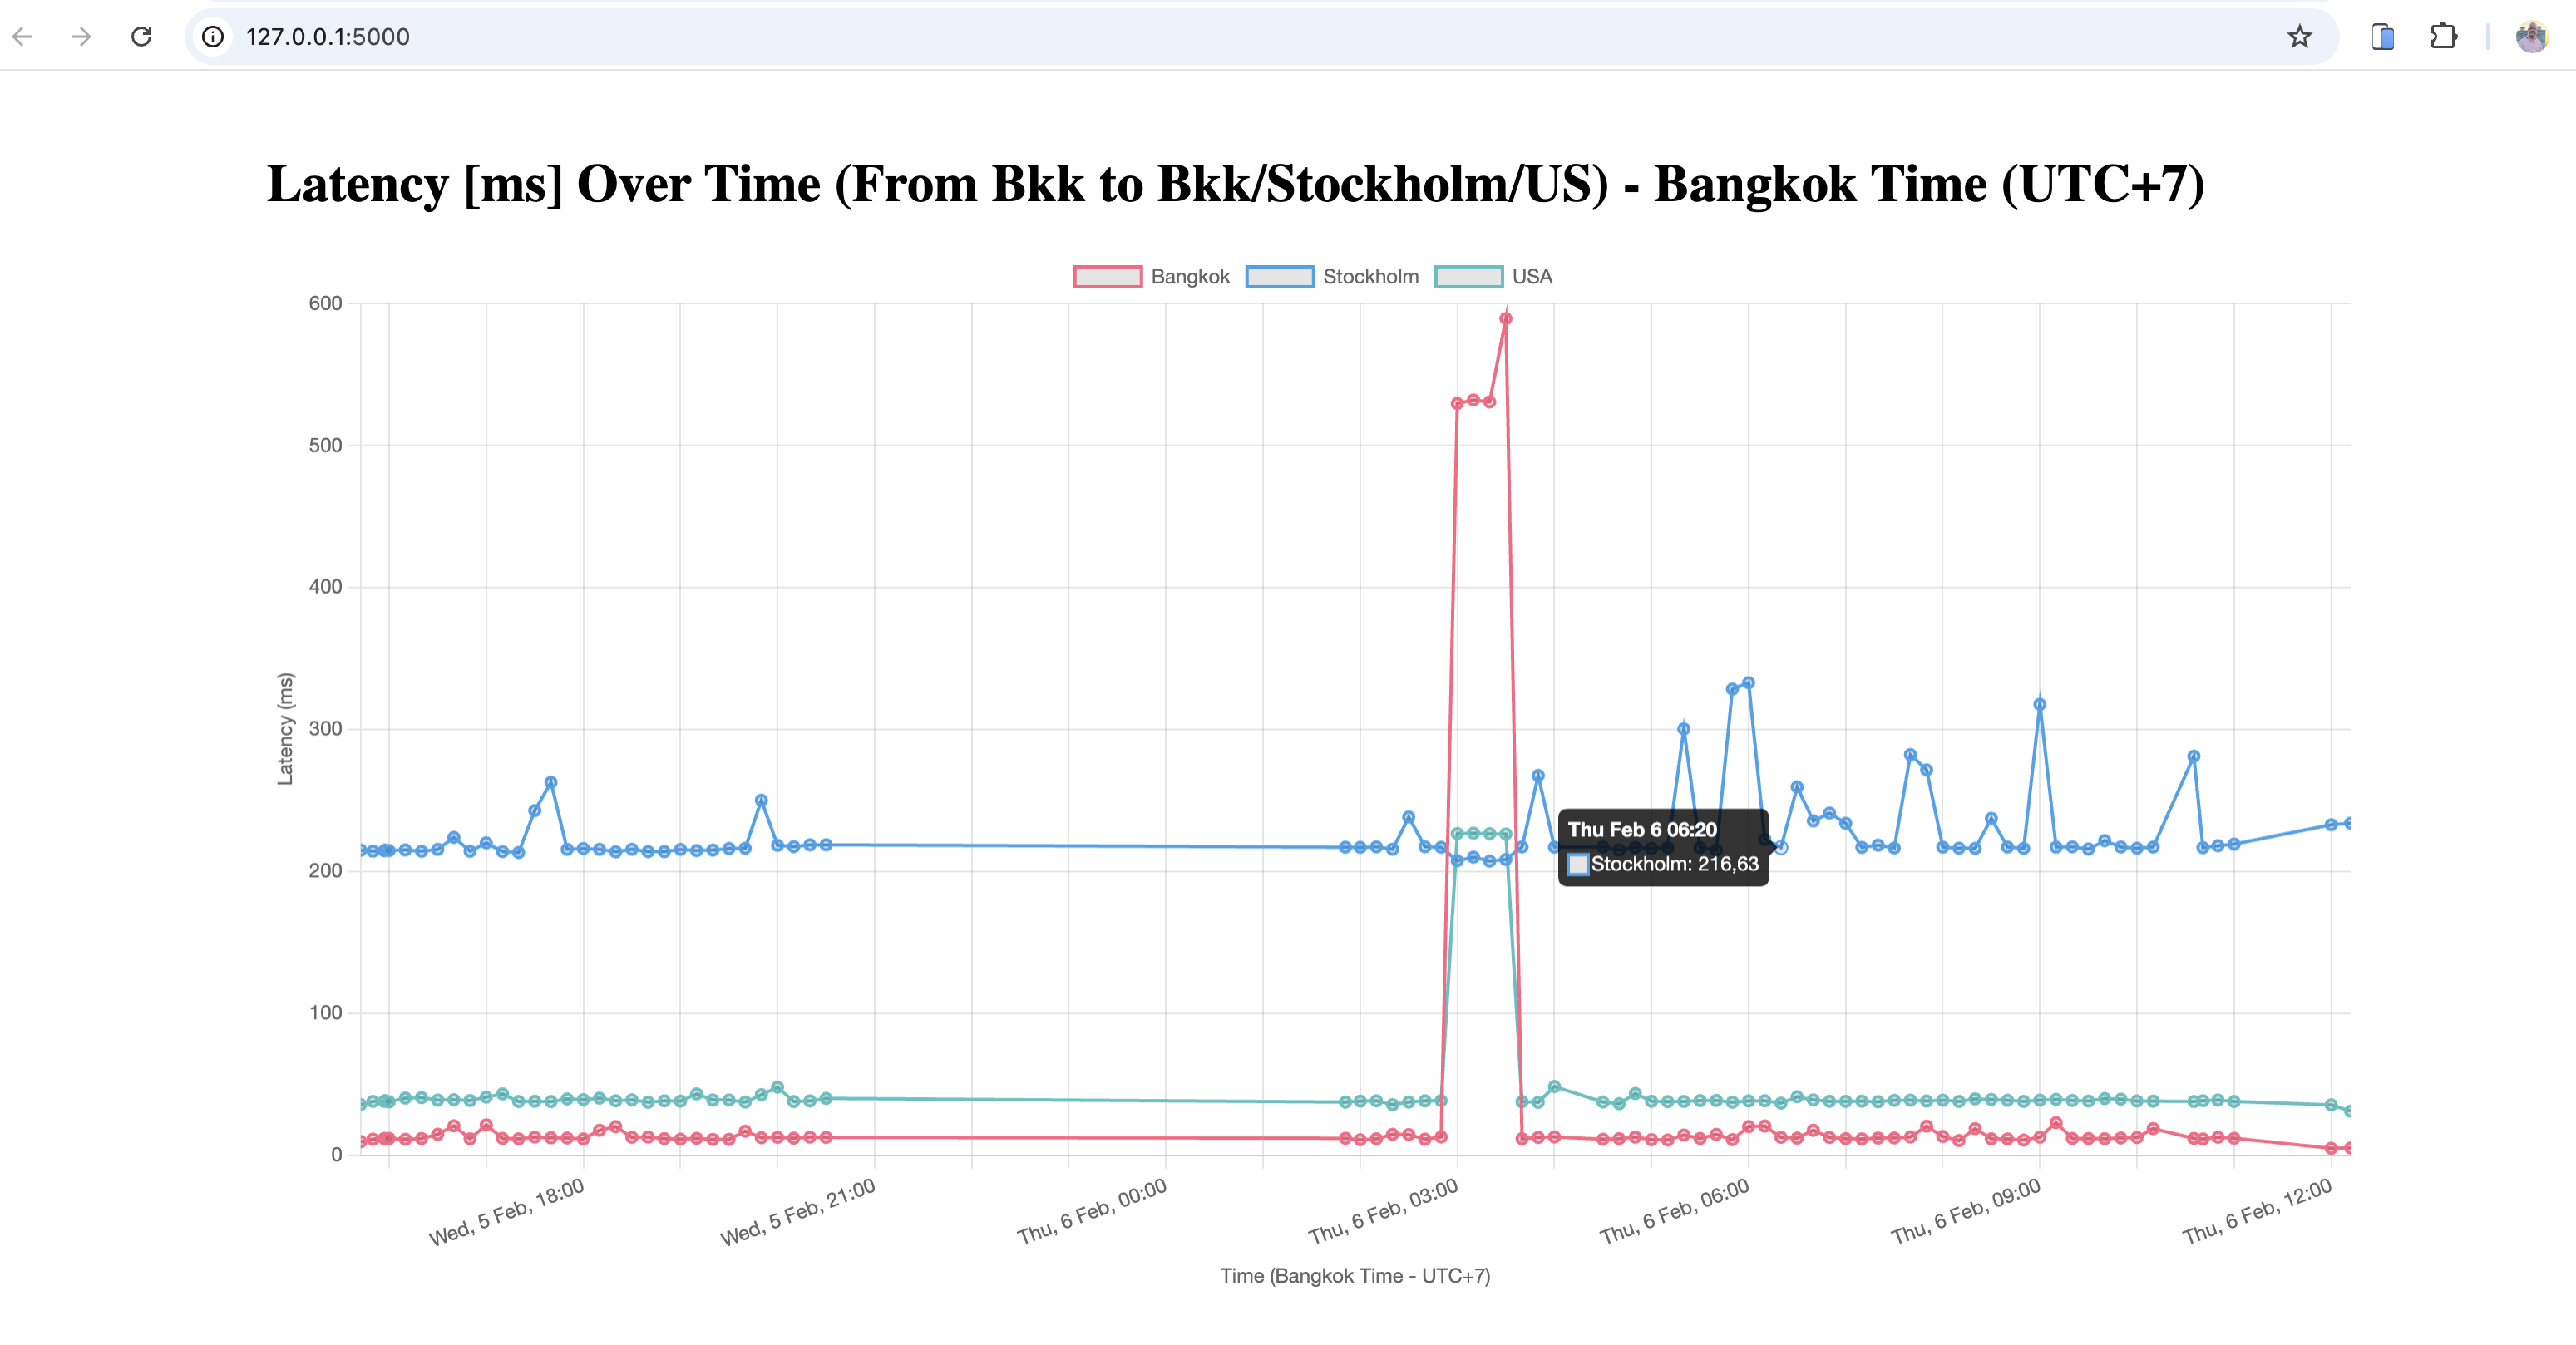 127.0.0.1:5000
Latency [ms] Over Time (From Bkk to Bkk/Stockholm/US) - Bangkok Time (UTC+7)
Bangkok Stockholm USA
600
500
400
300
200
100
0
Latency (ms)
Thu Feb 6 06:20
Stockholm: 216,63
Wed, 5 Feb, 18:00
Wed, 5 Feb, 21:00
Thu, 6 Feb, 00:00
Thu, 6 Feb, 03:00
Thu, 6 Feb, 06:00
Thu, 6 Feb, 09:00
Thu, 6 Feb, 12:00
Time (Bangkok Time - UTC+7)